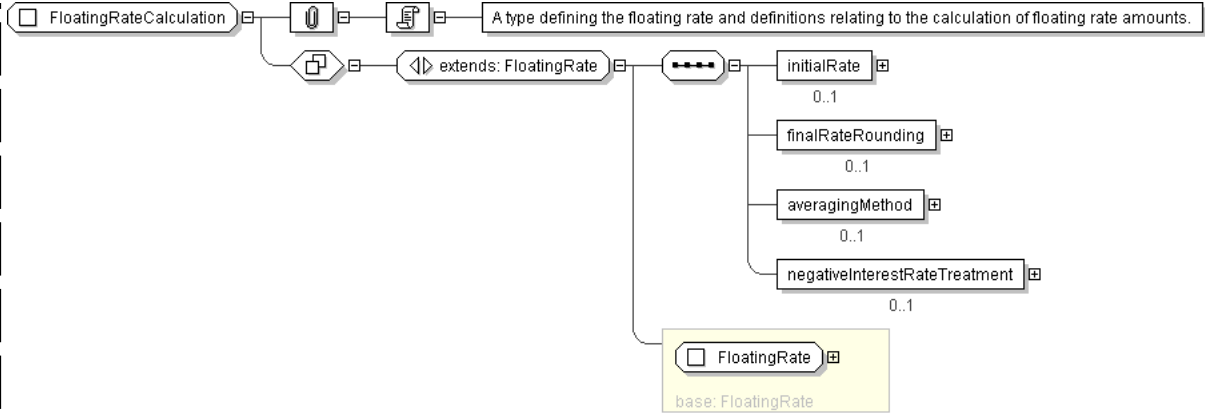 FloatingRateCalculation
A type defining the floating rate and definitions relating to the calculation of floating rate amounts.
extends: FloatingRate
initialRate
0..1
finalRateRounding
0..1
averagingMethod
0..1
negativeInterestRateTreatment
0..1
FloatingRate
base: FloatingRate